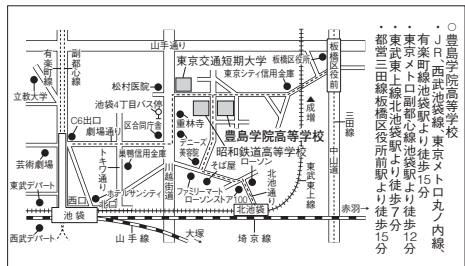 ○豊島学院高等学校
・JR、西武池袋線、東京メトロ丸ノ内線、
有楽町線池袋駅より徒歩15分
・東京メトロ副都心線池袋駅より徒歩12分
・東武東上線北池袋駅より徒歩7分
・都営三田線板橋区役所前駅より徒歩15分
山手通り
副都心線
有楽町線
立教大学
松村医院
池袋4丁目バス停
区合同庁舎
C6出口
劇場通り
トキワ通り
巣鴨信用金庫
芸術劇場
東武デパート
西口
北口
ホテルサンシティ
池袋
西武デパート
山手線
大塚
東京交通短期大学
板橋区役所
東京シティ信用金庫
板橋区役所前
重林寺
デニーズ
美容院
豊島学院高等学校
昭和鉄道高等学校
そば屋
ローソン
川越街道
ファミリーマート
ローソンストア100
北池通り
北池袋
成増
東武東上線
中山道
三田線
埼京線
赤羽→